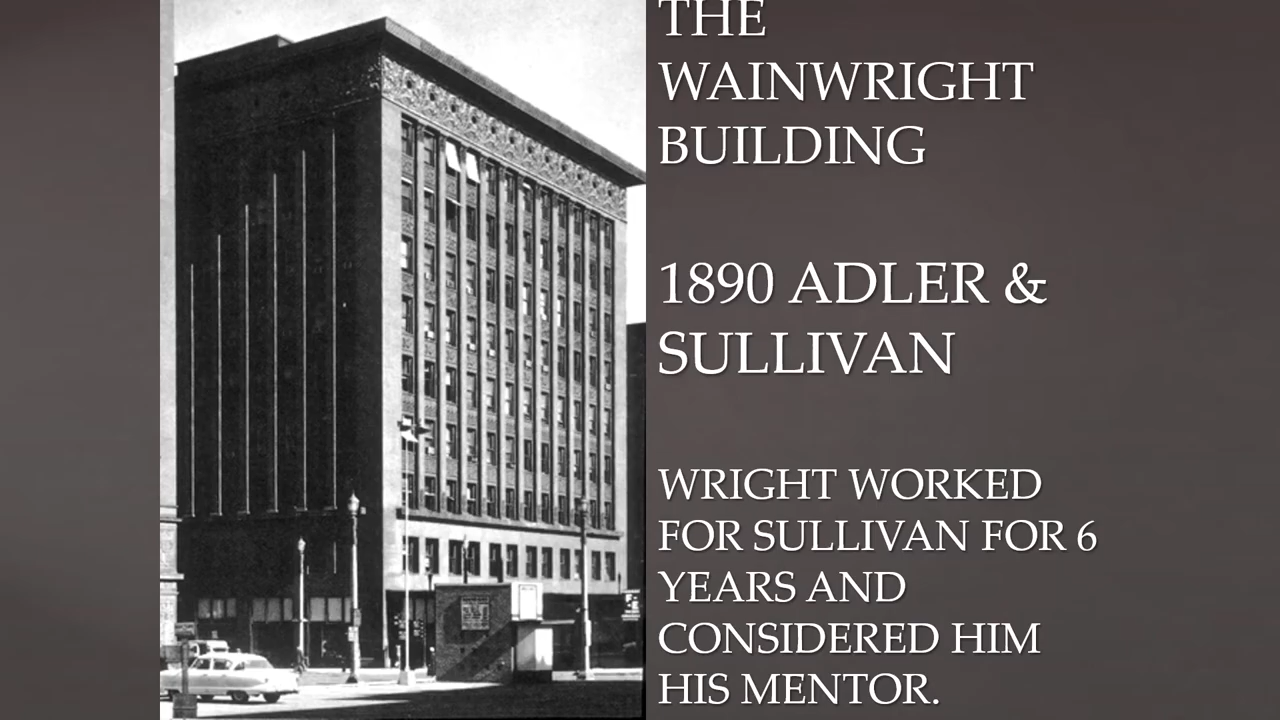 THE
WAINWRIGHT
BUILDING
1890 ADLER &
SULLIVAN
WRIGHT WORKED
FOR SULLIVAN FOR 6
YEARS AND
CONSIDERED HIM
HIS MENTOR.